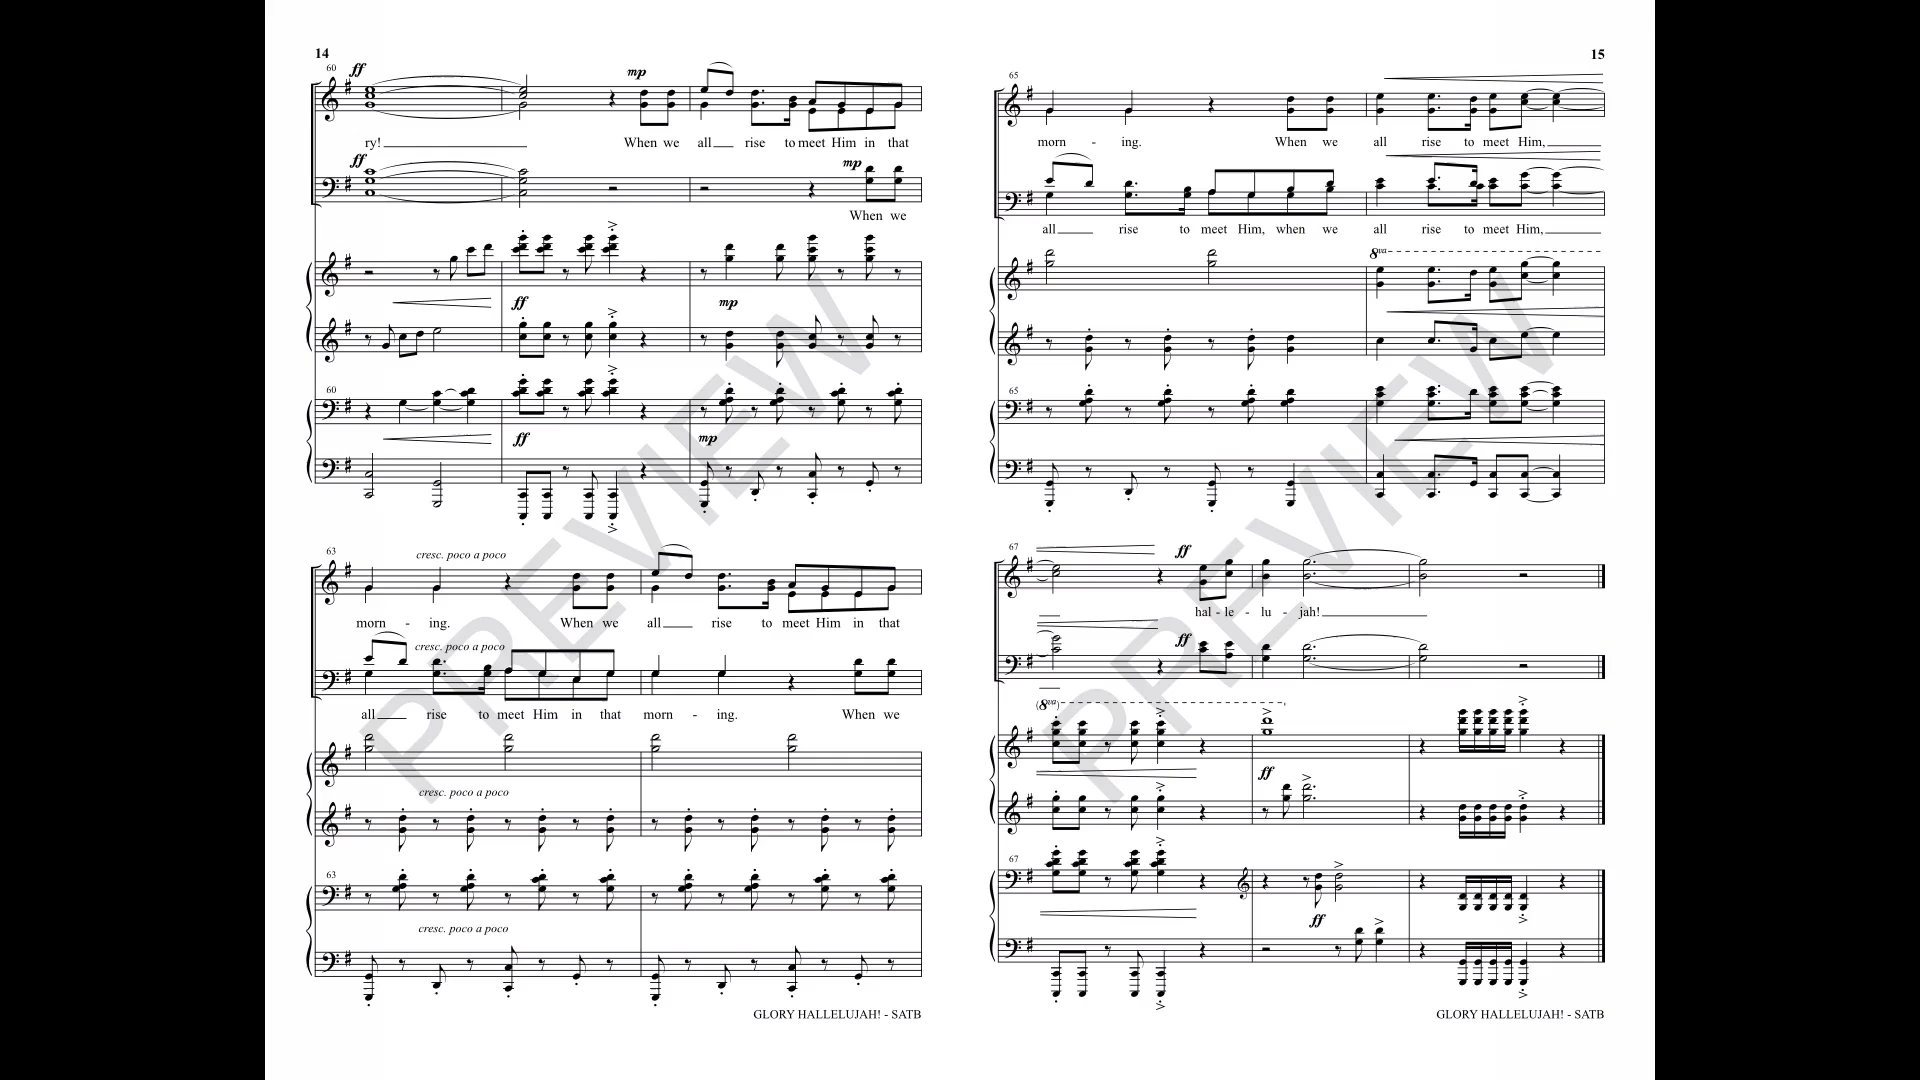 14
60
ff
mp
ry! When we all rise to meet Him in that
ff
mp
When we
ff
mp
60
ff
mp
63
cresc. poco a poco
morn - ing. When we all rise to meet Him in that
cresc. poco a poco
all rise to meet Him in that morn - ing. When we
cresc. poco a poco
63
cresc. poco a poco
GLORY HALLELUJAH! - SATB
PREVIEW
15
65
morn - ing. When we all rise to meet Him,
all rise to meet Him, when we all rise to meet Him,
8va
65
67
ff
hal - le - lu - jah!
ff
(8va)
ff
67
ff
GLORY HALLELUJAH! - SATB
PREVIEW